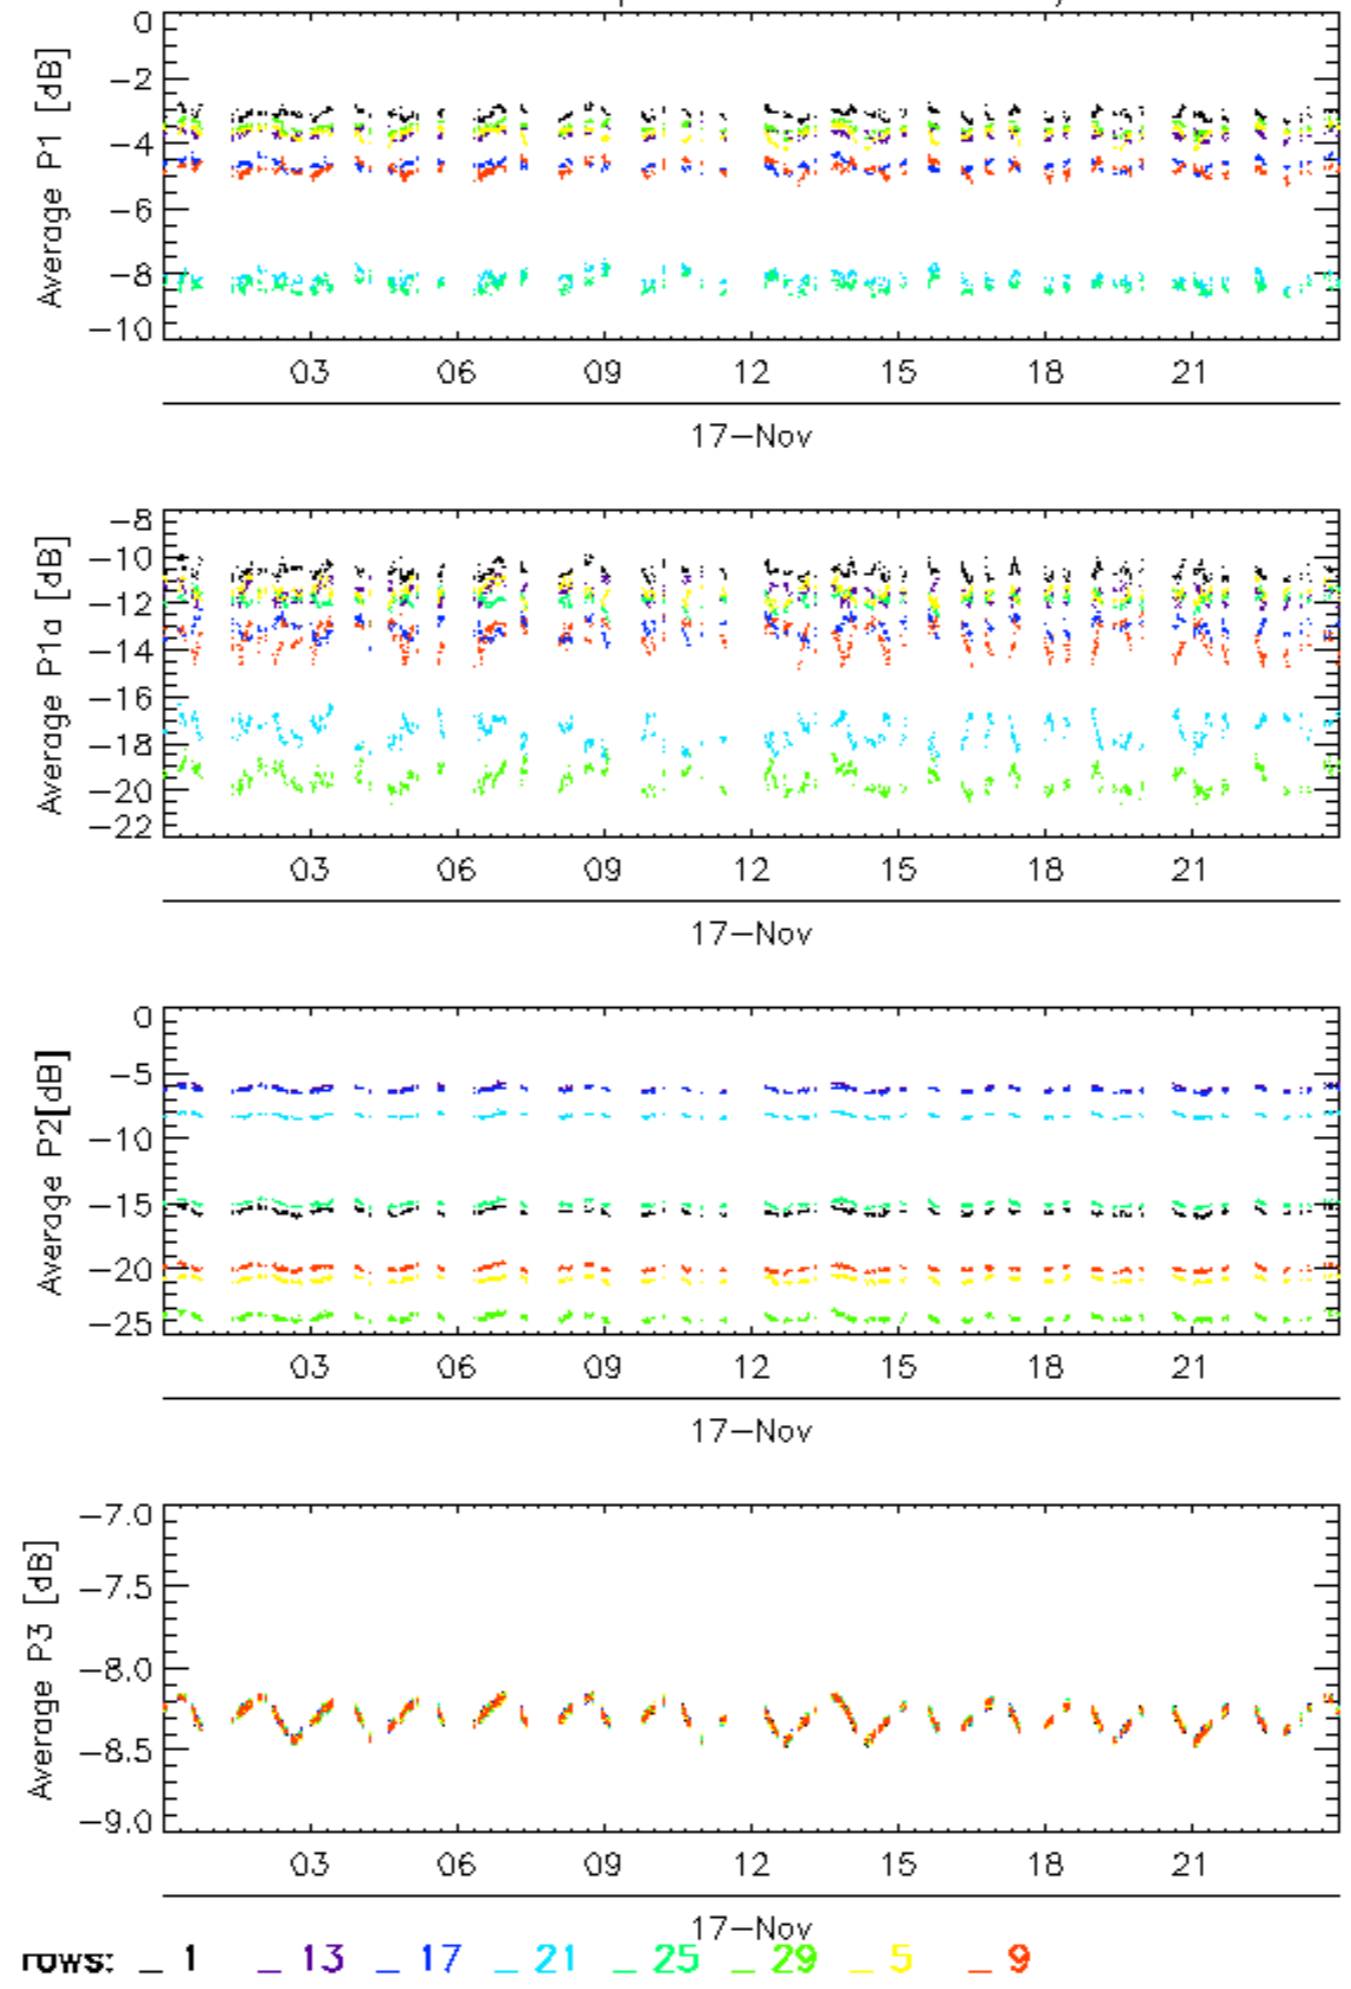 Average P1 [dB]
0
−2
−4
−6
−8
−10
03 06 09 12 15 18 21
17−Nov
Average P1a [dB]
−8
−10
−12
−14
−16
−18
−20
−22
03 06 09 12 15 18 21
17−Nov
Average P2[dB]
0
−5
−10
−15
−20
−25
03 06 09 12 15 18 21
17−Nov
Average P3 [dB]
−7.0
−7.5
−8.0
−8.5
−9.0
03 06 09 12 15 18 21
17−Nov
rows: _ 1 _ 13 _ 17 _ 21 _ 25 _ 29 _ 5 _ 9